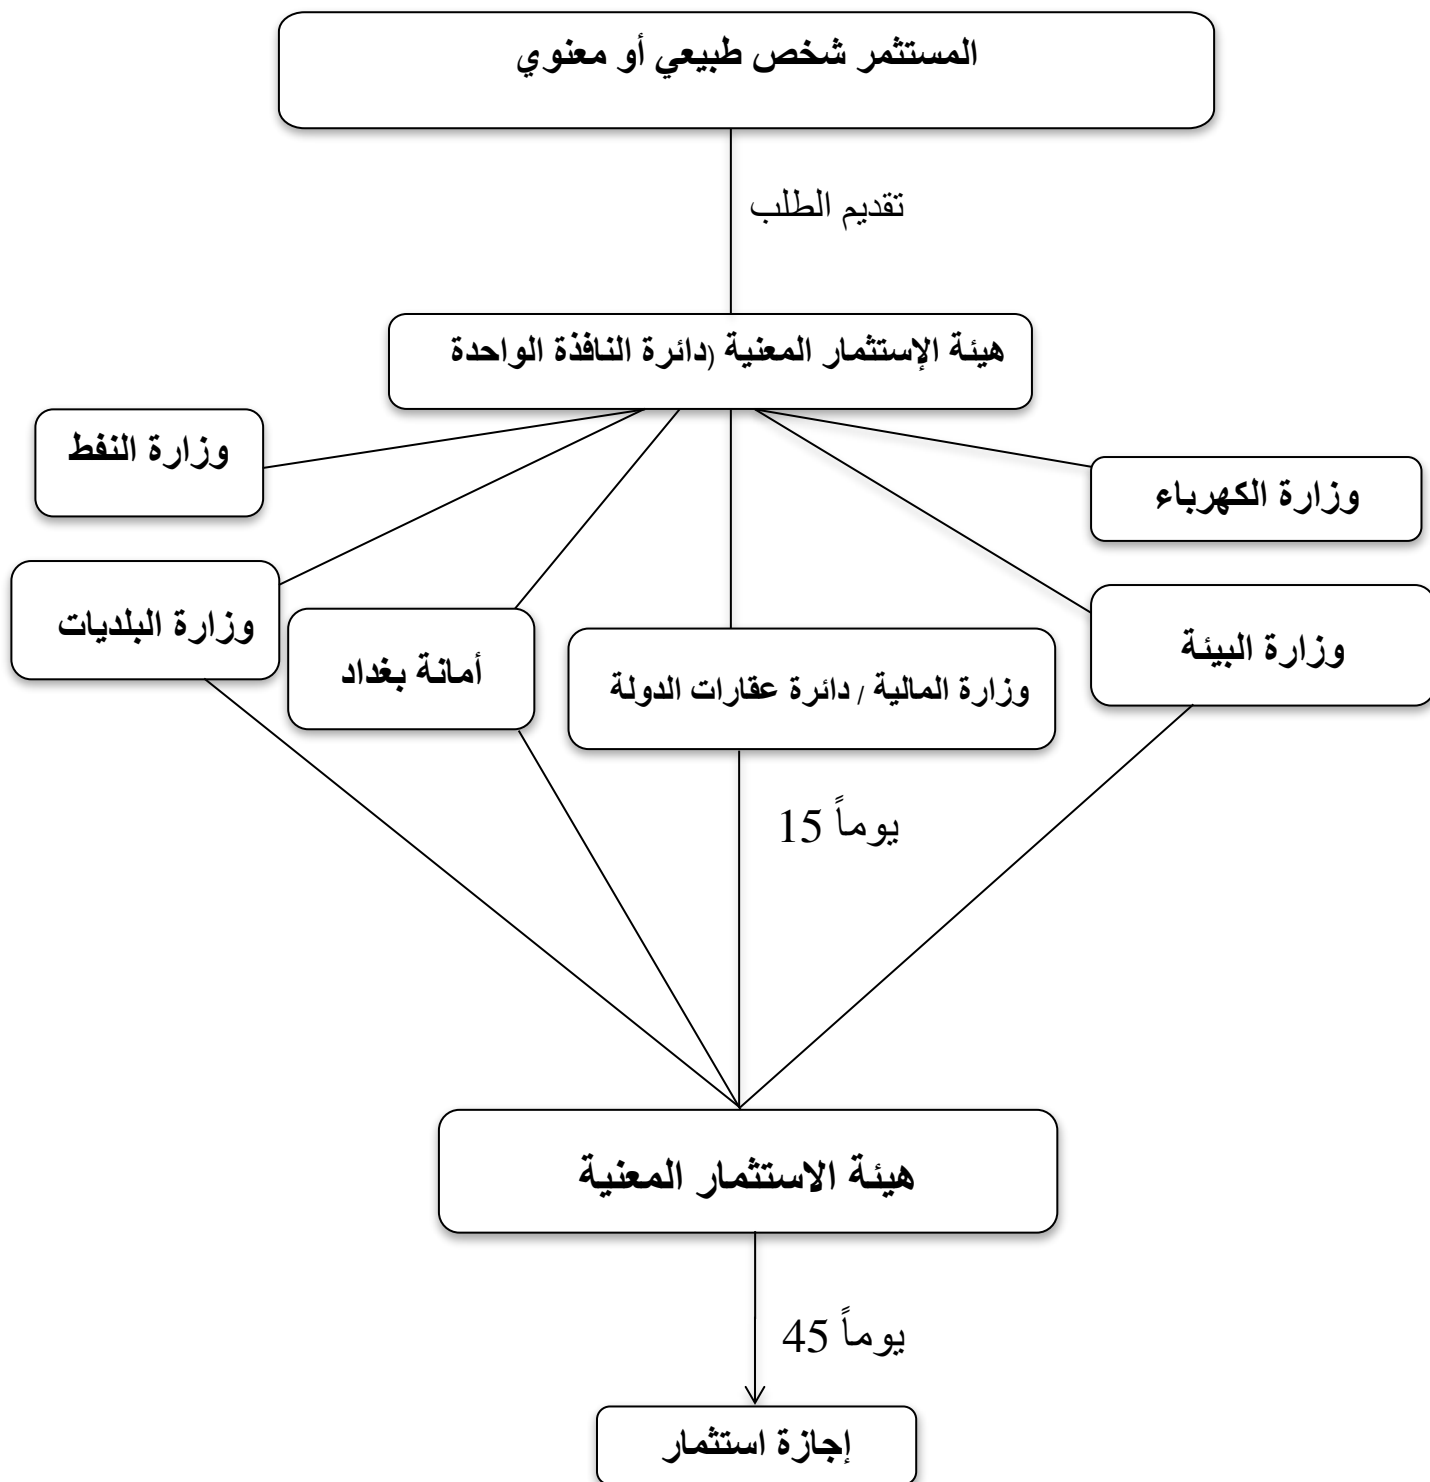 المستثمر شخص طبيعي أو معنوي
تقديم الطلب
هيئة الإستثمار المعنية (دائرة النافذة الواحدة
وزارة النفط
وزارة الكهرباء
وزارة البلديات
أمانة بغداد
وزارة المالية / دائرة عقارات الدولة
وزارة البيئة
15 يوماً
هيئة الاستثمار المعنية
45 يوماً
إجازة استثمار